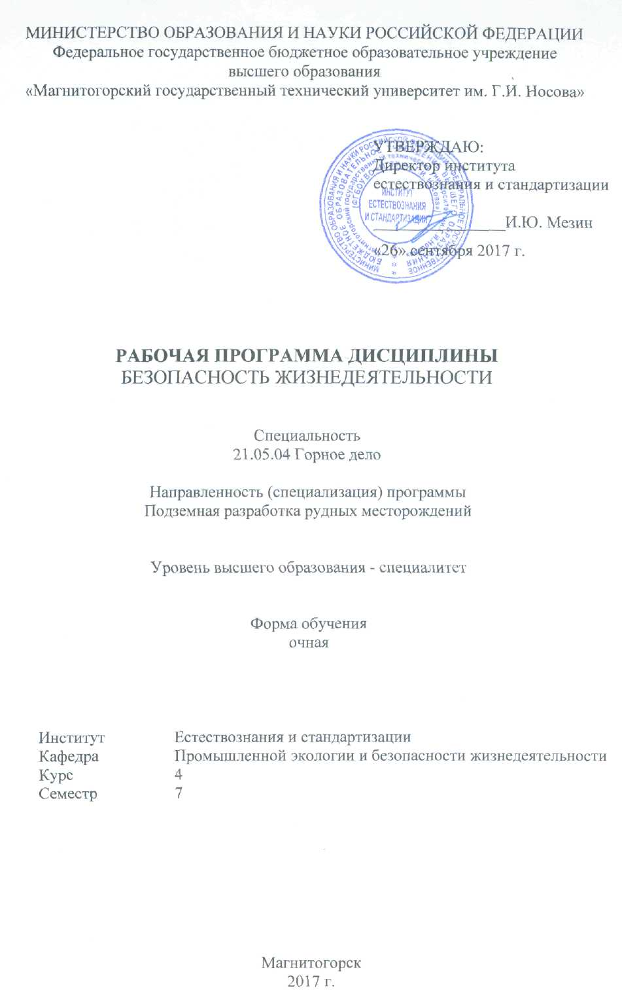 МИНИСТЕРСТВО ОБРАЗОВАНИЯ И НАУКИ РОССИЙСКОЙ ФЕДЕРАЦИИ
Федеральное государственное бюджетное образовательное учреждение
высшего образования
«Магнитогорский государственный технический университет им. Г.И. Носова»
УТВЕРЖДАЮ:
Директор института
естествознания и стандартизации
И.Ю. Мезин
«26» сентября 2017 г.
ИНСТИТУТ
ЕСТЕСТВОЗНАНИЯ
И СТАНДАРТИЗАЦИИ
РАБОЧАЯ ПРОГРАММА ДИСЦИПЛИНЫ
БЕЗОПАСНОСТЬ ЖИЗНЕДЕЯТЕЛЬНОСТИ
Специальность
21.05.04 Горное дело
Направленность (специализация) программы
Подземная разработка рудных месторождений
Уровень высшего образования - специалитет
Форма обучения
очная
Институт Естествознания и стандартизации
Кафедра Промышленной экологии и безопасности жизнедеятельности
Курс 4
Семестр 7
Магнитогорск
2017 г.